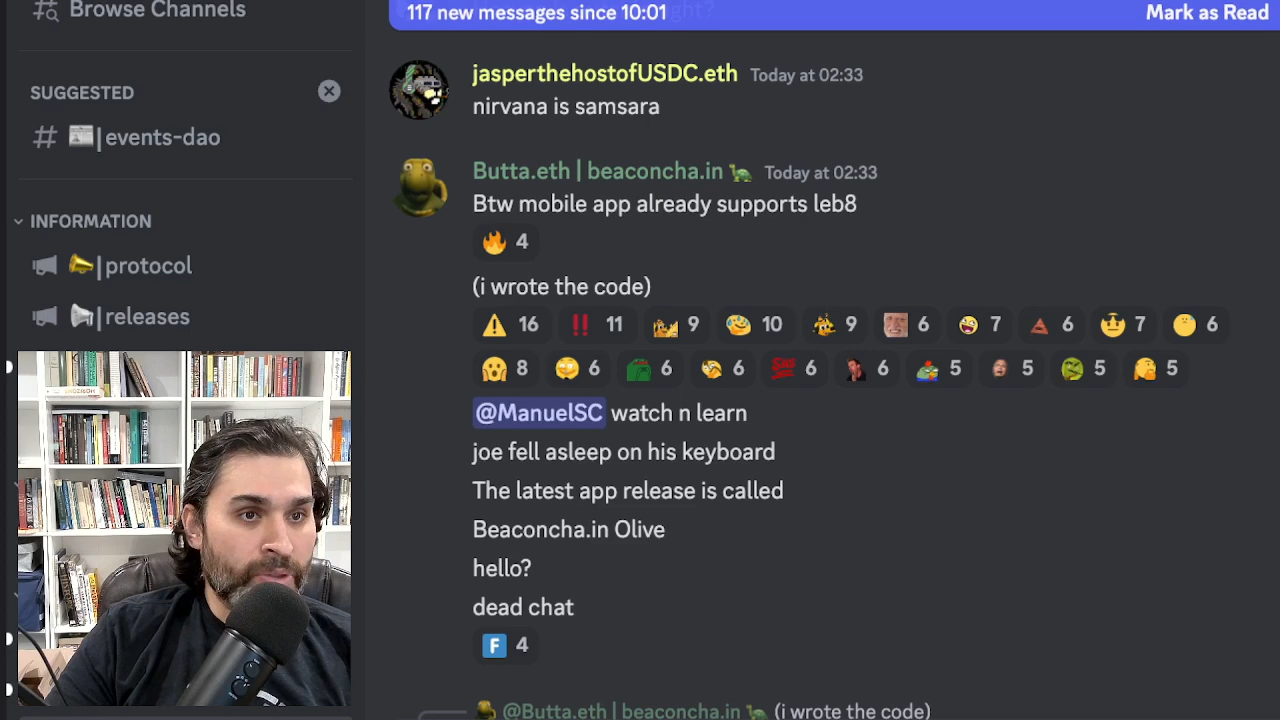 Browse Channels
117 new messages since 10:01
Mark as Read
SUGGESTED
events-dao
INFORMATION
protocol
releases
jasperthehostofUSDC.eth Today at 02:33
nirvana is samsara
Butta.eth | beaconcha.in Today at 02:33
Btw mobile app already supports leb8
4
(i wrote the code)
16 11 9 10 9 6 7 6 7 6
8 6 6 6 6 6 5 5 5 5
@ManuelSC watch n learn
joe fell asleep on his keyboard
The latest app release is called
Beaconcha.in Olive
hello?
dead chat
F 4
@Butta.eth | beaconcha.in (i wrote the code)